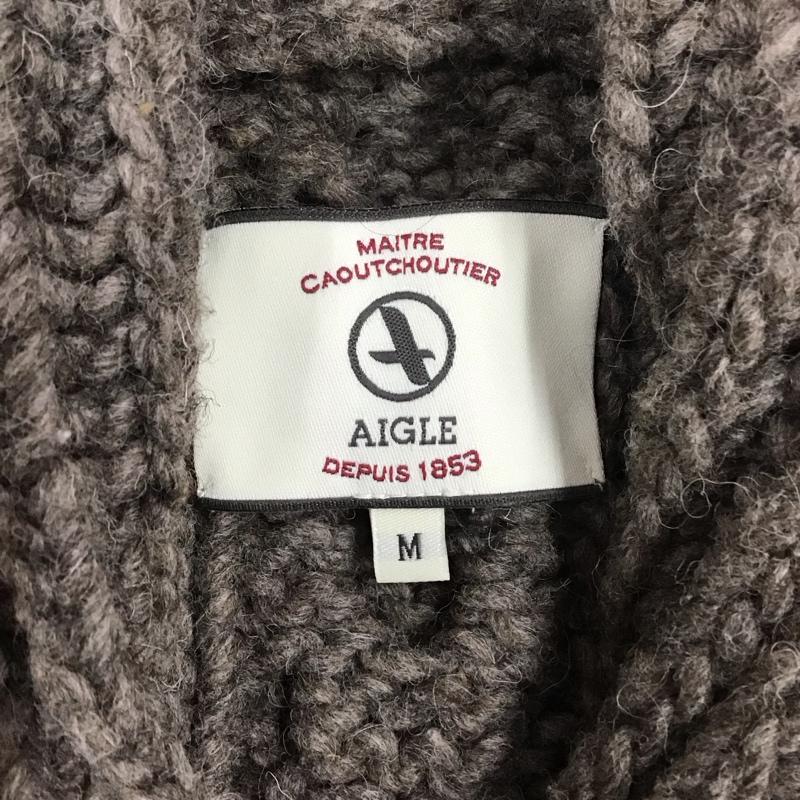 MAITRE
CAOUTCHOUTIER
AIGLE
DEPUIS 1853
M